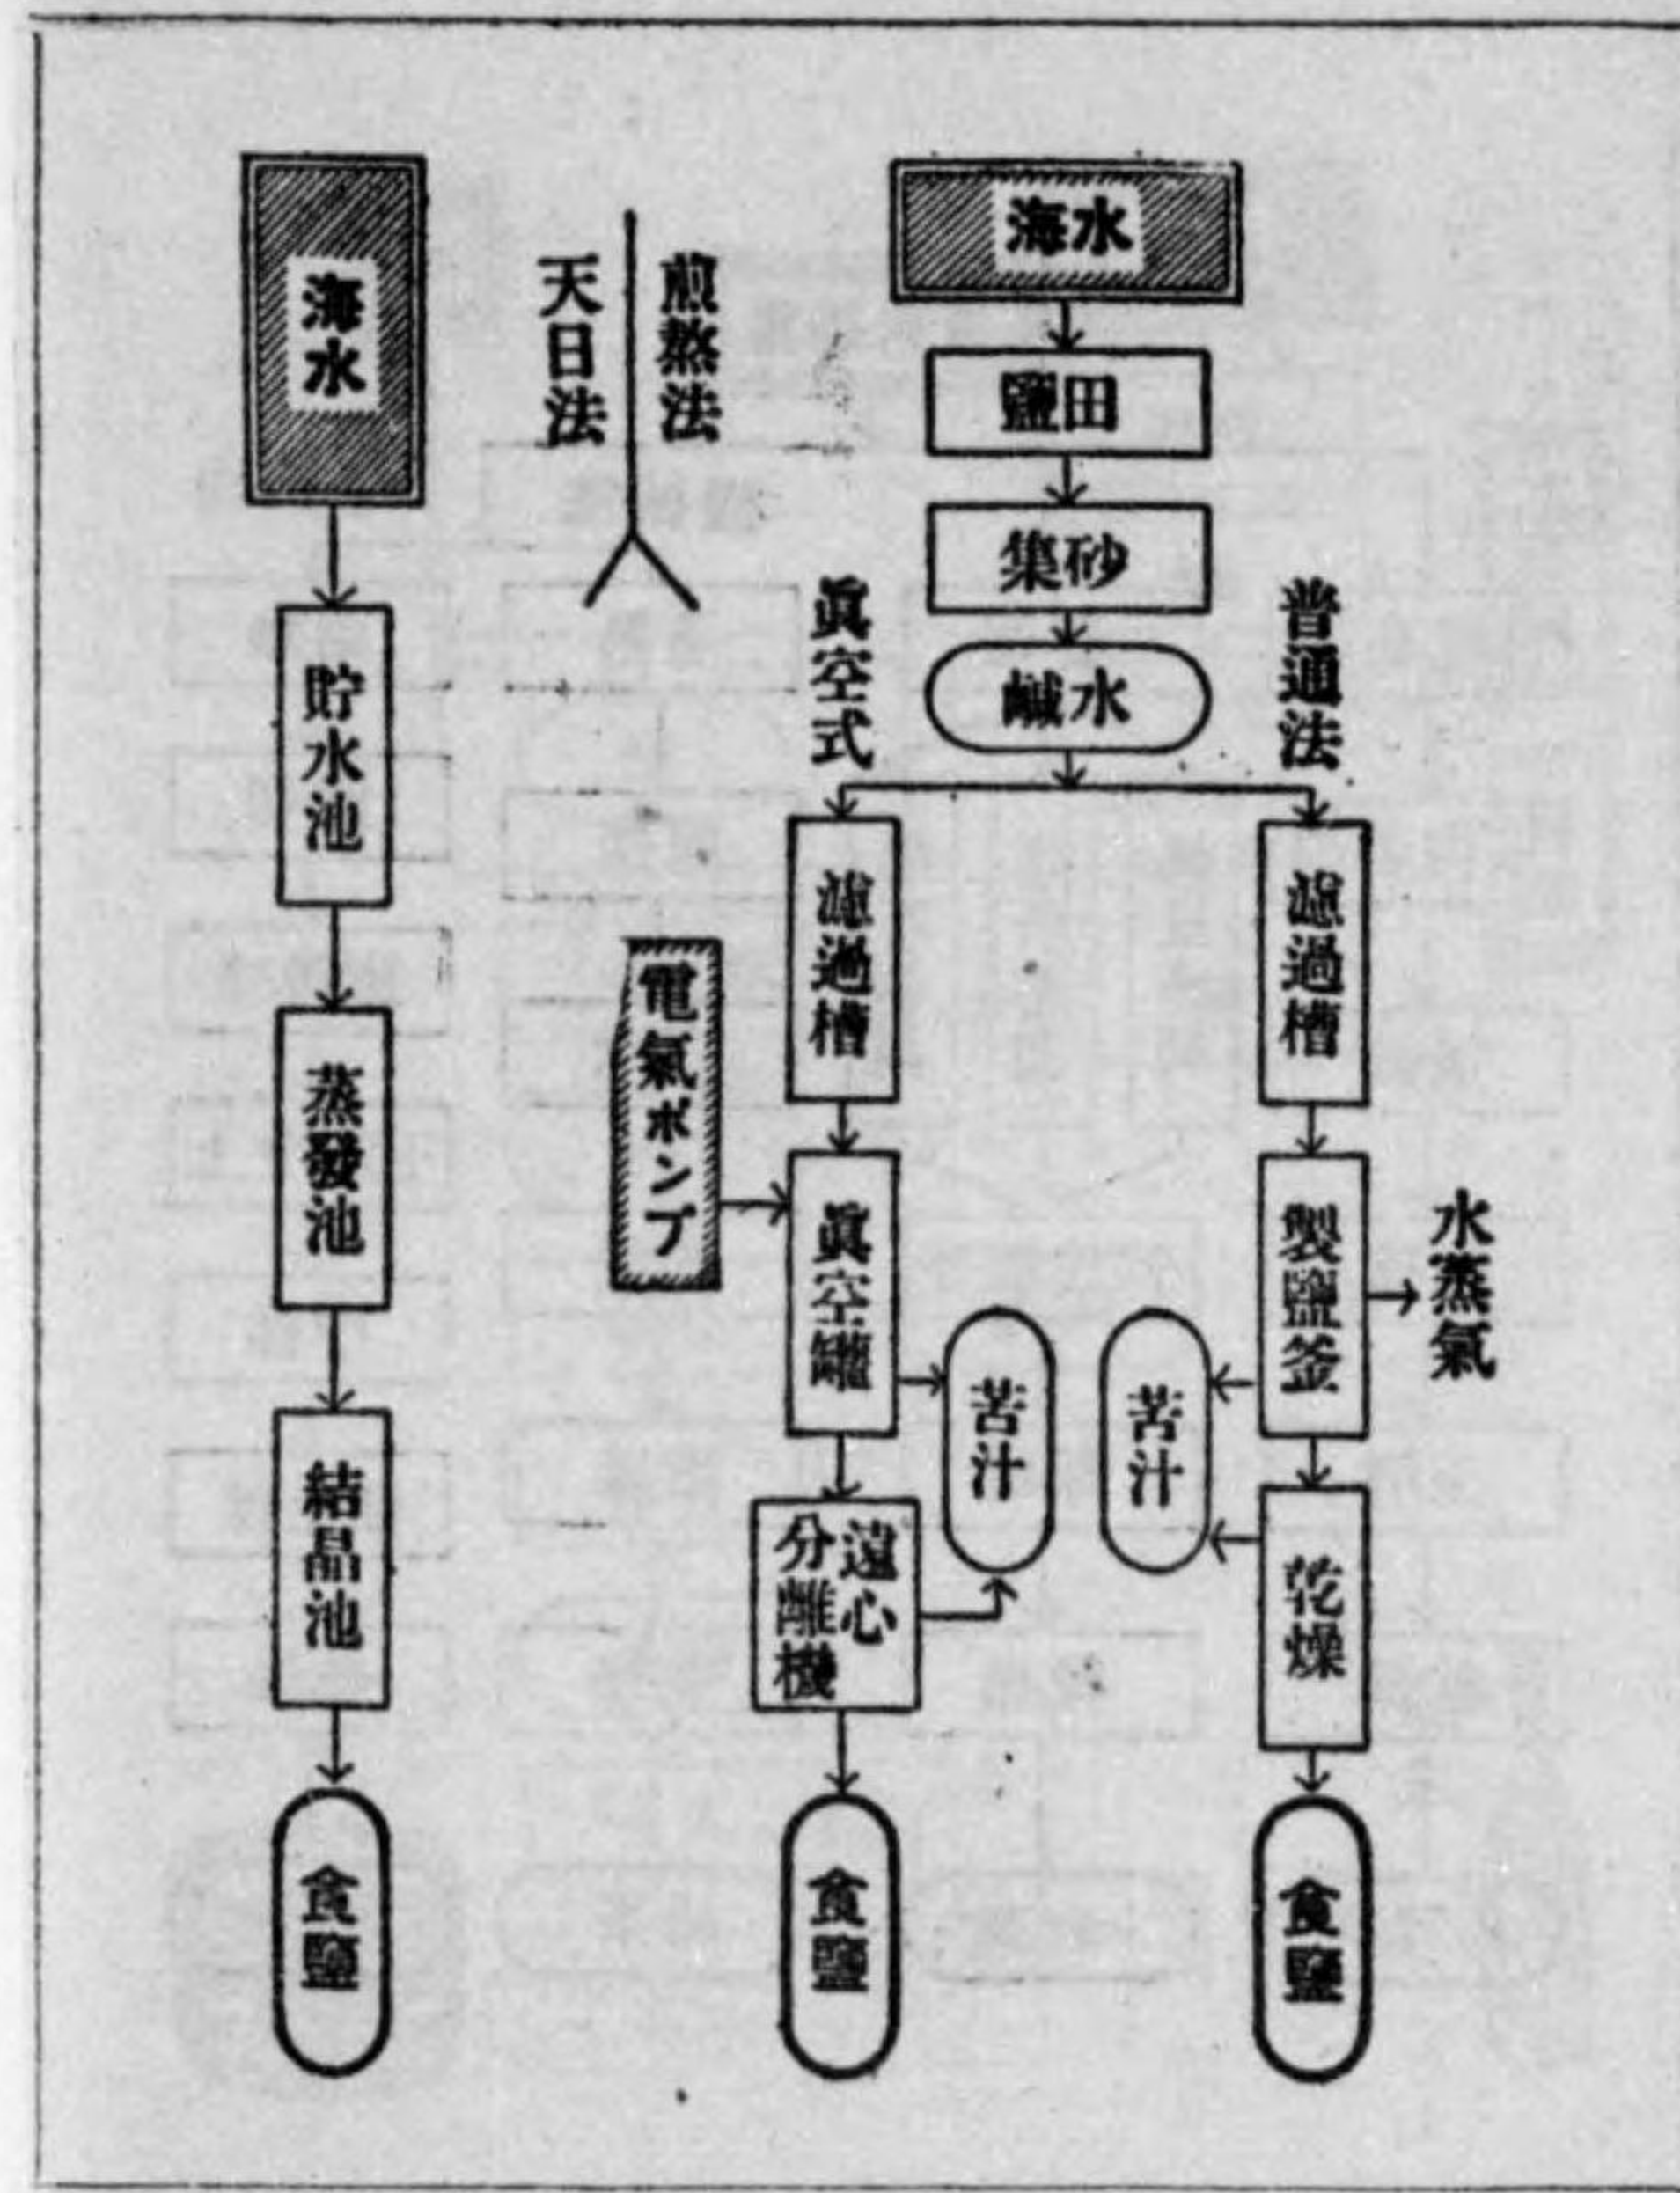 海水
鹽田
集砂
鹹水
普通法
濾過槽
製鹽釜
水蒸氣
苦汁
乾燥
食鹽
眞空式
濾過槽
電氣ポンプ
眞空罐
苦汁
遠心
分離機
食鹽
煎熬法
天日法
海水
貯水池
蒸發池
結晶池
食鹽